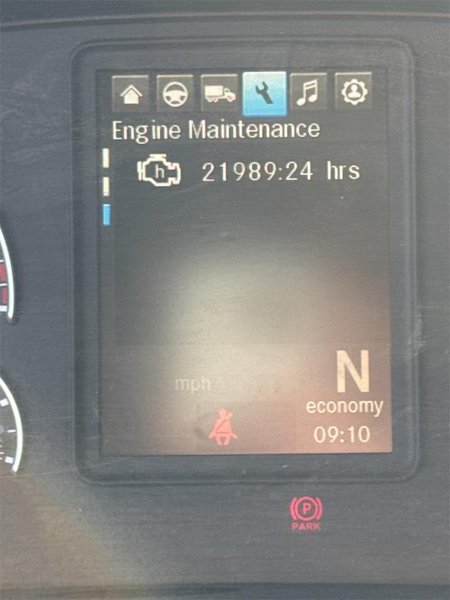 Engine Maintenance
h 21989:24 hrs
mph
N
economy
09:10
P
PARK